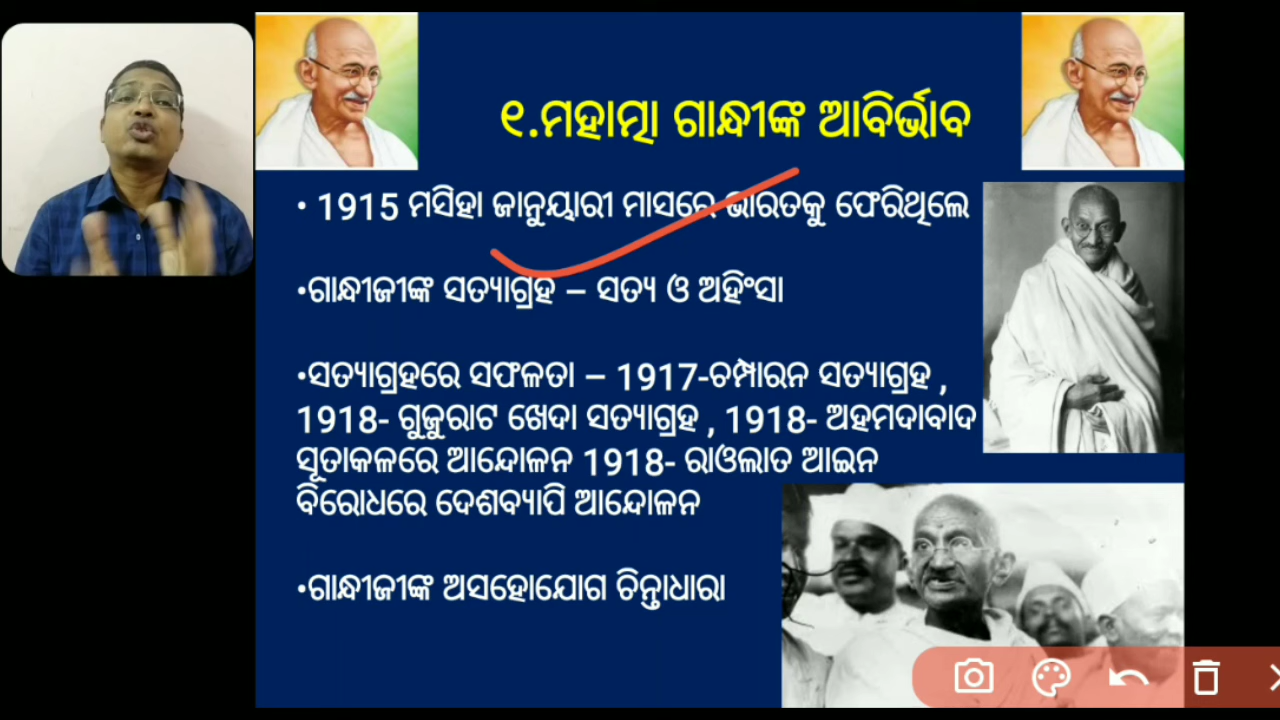 ୧.ମହାତ୍ମା ଗାନ୍ଧୀଙ୍କ ଆବିର୍ଭାବ
• 1915 ମସିହା ଜାନୁୟାରୀ ମାସରେ ଭାରତକୁ ଫେରିଥିଲେ
•ଗାନ୍ଧୀଜୀଙ୍କ ସତ୍ୟାଗ୍ରହ – ସତ୍ୟ ଓ ଅହିଂସା
•ସତ୍ୟାଗ୍ରହରେ ସଫଳତା – 1917-ଚମ୍ପାରନ ସତ୍ୟାଗ୍ରହ ,
1918- ଗୁଜୁରାଟ ଖେଦା ସତ୍ୟାଗ୍ରହ , 1918- ଅହମଦାବାଦ
ସୂତାକଳରେ ଆନ୍ଦୋଳନ 1918- ରାଓଲାତ ଆଇନ
ବିରୋଧରେ ଦେଶବ୍ୟାପି ଆନ୍ଦୋଳନ
•ଗାନ୍ଧୀଜୀଙ୍କ ଅସହୋଯୋଗ ଚିନ୍ତାଧାରା